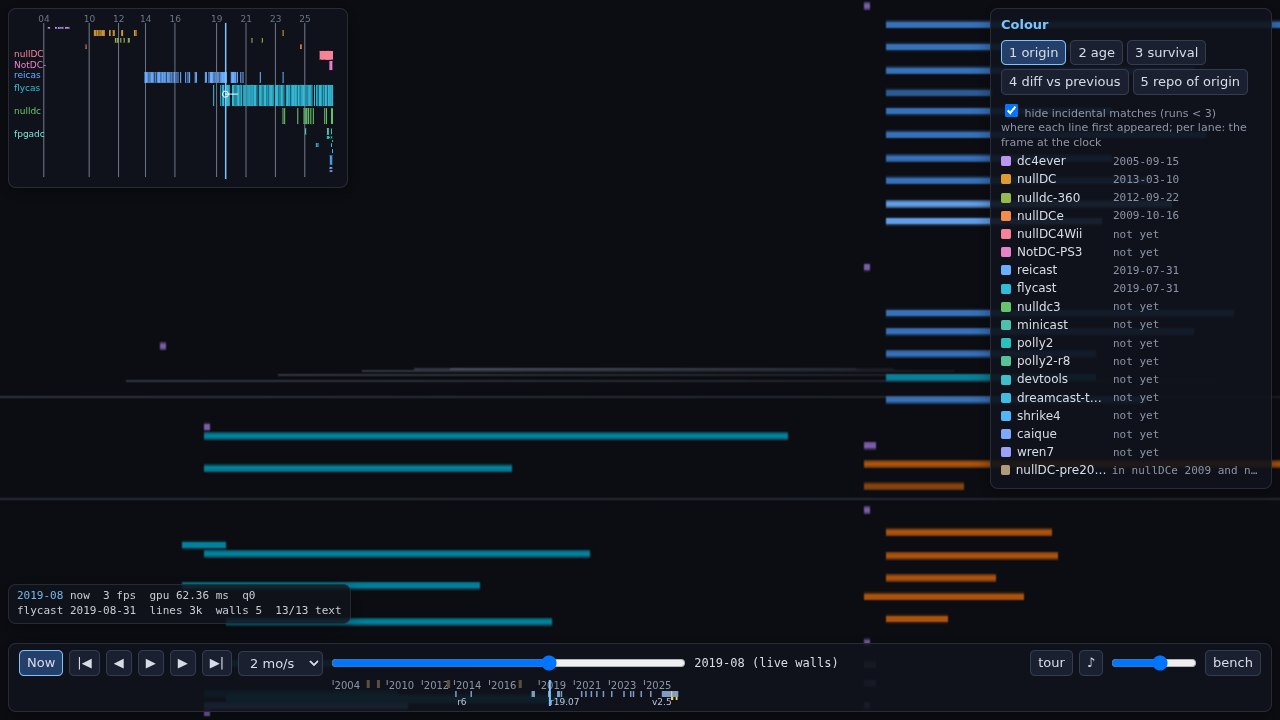 04 10 12 14 16 19 21 23 25
nullDC
NotDC-
reicas
flycas
nulldc
fpgadc
Colour
1 origin 2 age 3 survival
4 diff vs previous 5 repo of origin
hide incidental matches (runs < 3)
where each line first appeared; per lane: the
frame at the clock
dc4ever 2005-09-15
nullDC 2013-03-10
nulldc-360 2012-09-22
nullDCe 2009-10-16
nullDC4Wii not yet
NotDC-PS3 not yet
reicast 2019-07-31
flycast 2019-07-31
nulldc3 not yet
minicast not yet
polly2 not yet
polly2-r8 not yet
devtools not yet
dreamcast-t… not yet
shrike4 not yet
caique not yet
wren7 not yet
nullDC-pre20… in nullDCe 2009 and n…
2019-08 now 3 fps gpu 62.36 ms q0
flycast 2019-08-31 lines 3k walls 5 13/13 text
Now |◀ ◀ ▶ ▶ ▶| 2 mo/s 2019-08 (live walls) tour ♪ bench
2004 2010 2012 2014 2016 2019 2021 2023 2025
r6 r19.07 v2.5